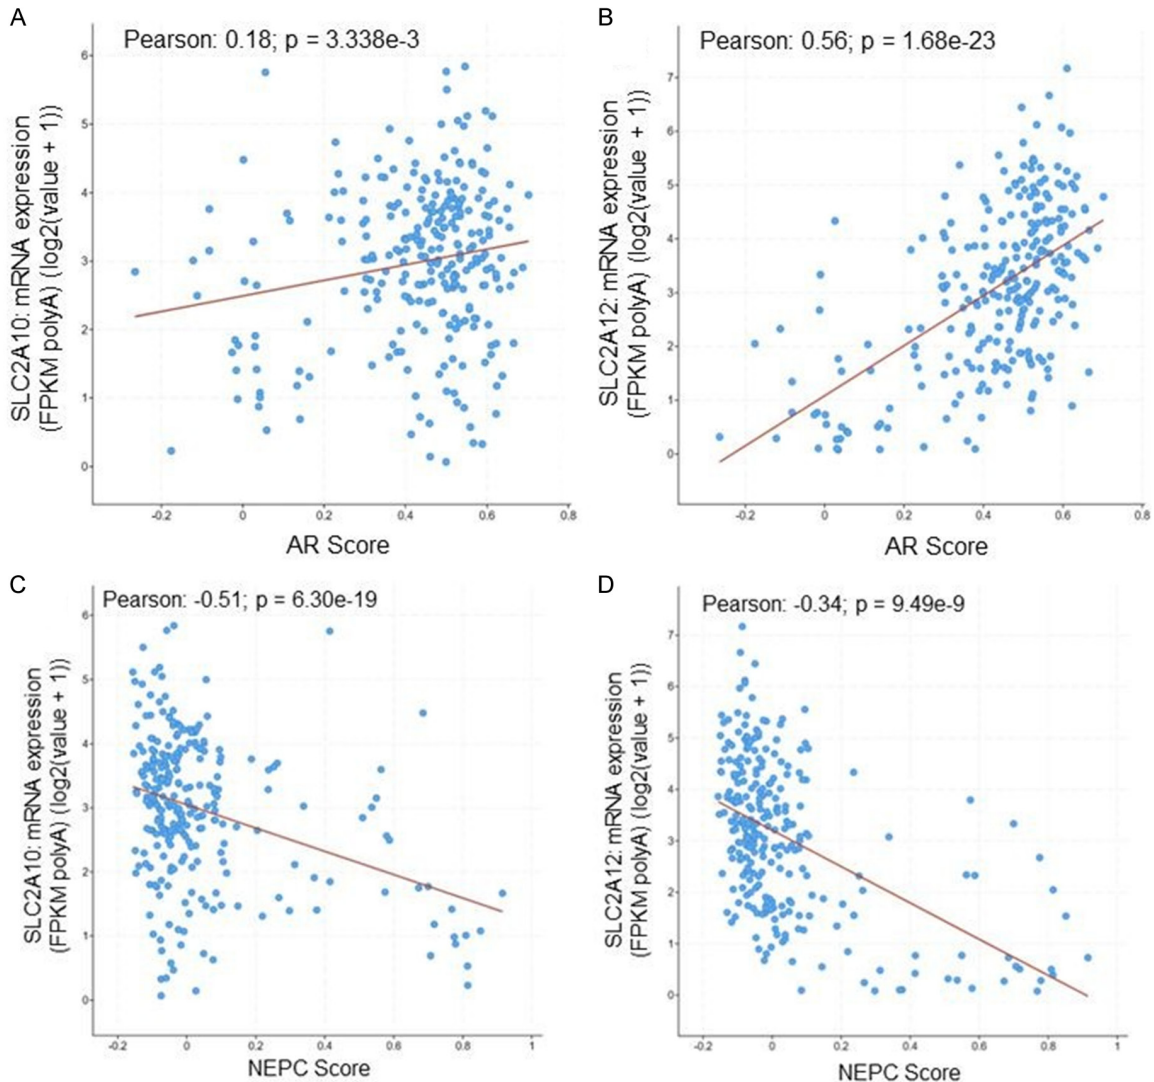 A
Pearson: 0.18; p = 3.338e-3
SLC2A10: mRNA expression
(FPKM polyA) (log2(value + 1))
6
5
4
3
2
1
0
-0.2
0
0.2
0.4
0.6
0.8
AR Score
B
Pearson: 0.56; p = 1.68e-23
SLC2A12: mRNA expression
(FPKM polyA) (log2(value + 1))
7
6
5
4
3
2
1
0
-0.2
0
0.2
0.4
0.6
0.8
AR Score
C
Pearson: -0.51; p = 6.30e-19
SLC2A10: mRNA expression
(FPKM polyA) (log2(value + 1))
6
5
4
3
2
1
0
-0.2
0
0.2
0.4
0.6
0.8
1
NEPC Score
D
Pearson: -0.34; p = 9.49e-9
SLC2A12: mRNA expression
(FPKM polyA) (log2(value + 1))
7
6
5
4
3
2
1
0
-0.2
0
0.2
0.4
0.6
0.8
1
NEPC Score